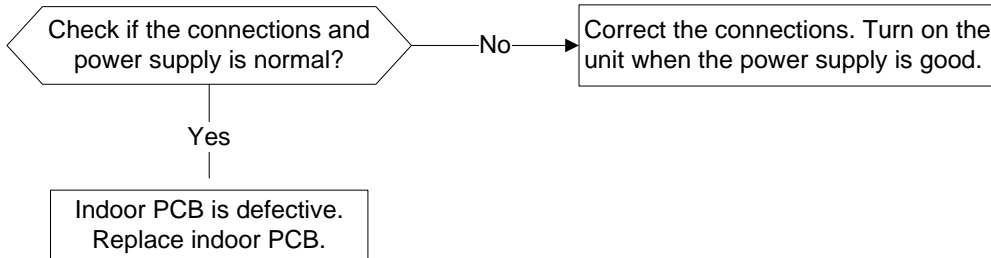 Check if the connections and
power supply is normal?
No
Correct the connections. Turn on the
unit when the power supply is good.
Yes
Indoor PCB is defective.
Replace indoor PCB.